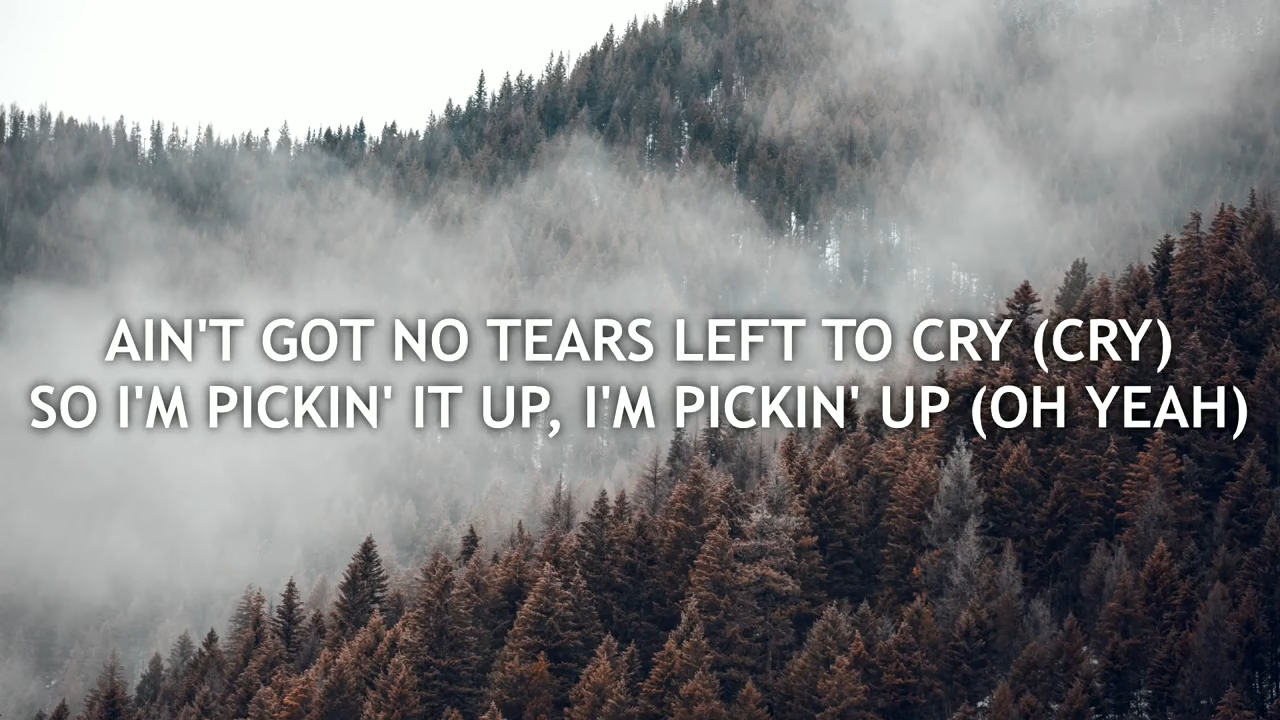 AIN'T GOT NO TEARS LEFT TO CRY (CRY)
SO I'M PICKIN' IT UP, I'M PICKIN' UP (OH YEAH)